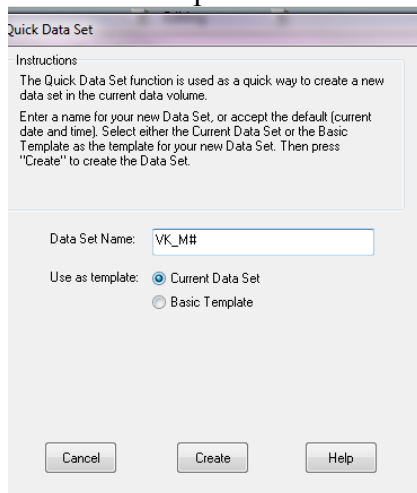 Quick Data Set
Instructions
The Quick Data Set function is used as a quick way to create a new
data set in the current data volume.
Enter a name for your new Data Set, or accept the default (current
date and time). Select either the Current Data Set or the Basic
Template as the template for your new Data Set. Then press
"Create" to create the Data Set.
Data Set Name: VK_M#
Use as template: Current Data Set
Basic Template
Cancel Create Help